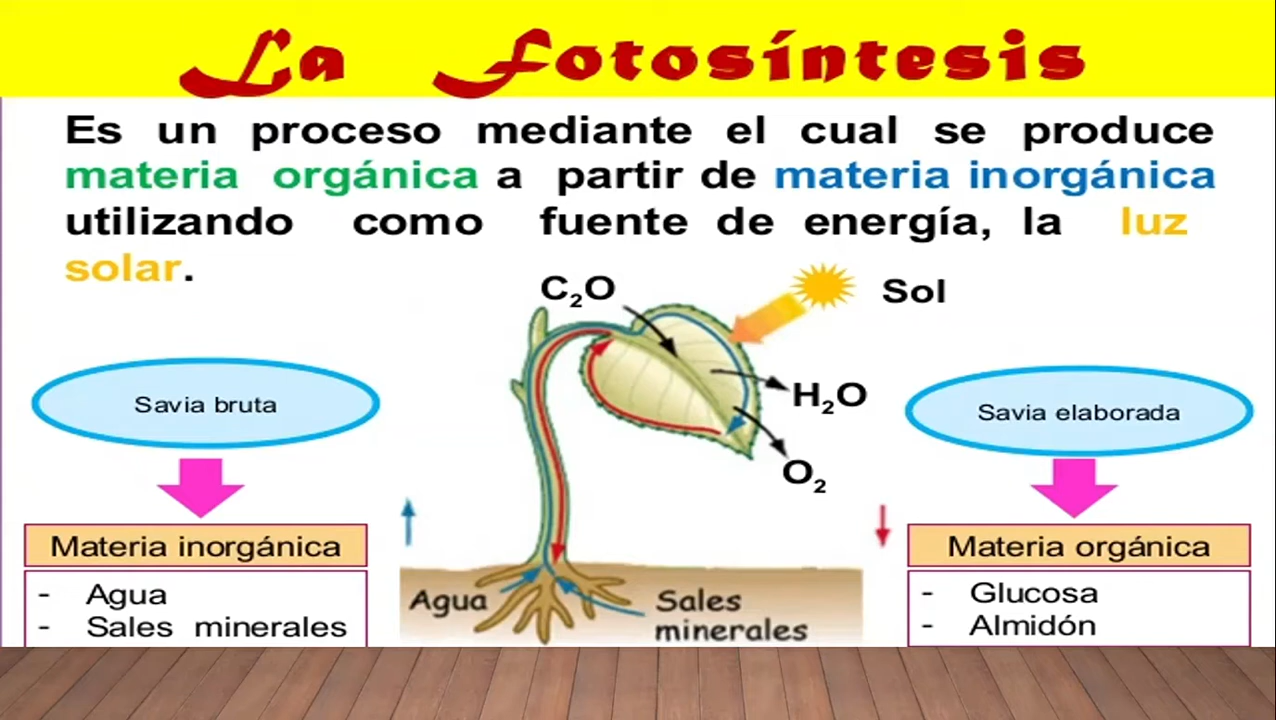 La Fotosíntesis
Es un proceso mediante el cual se produce
materia orgánica a partir de materia inorgánica
utilizando como fuente de energía, la luz
solar.
C₂O
Sol
Savia bruta
H₂O
Savia elaborada
O₂
Materia inorgánica
Materia orgánica
- Agua
- Sales minerales
Agua
Sales
minerales
- Glucosa
- Almidón